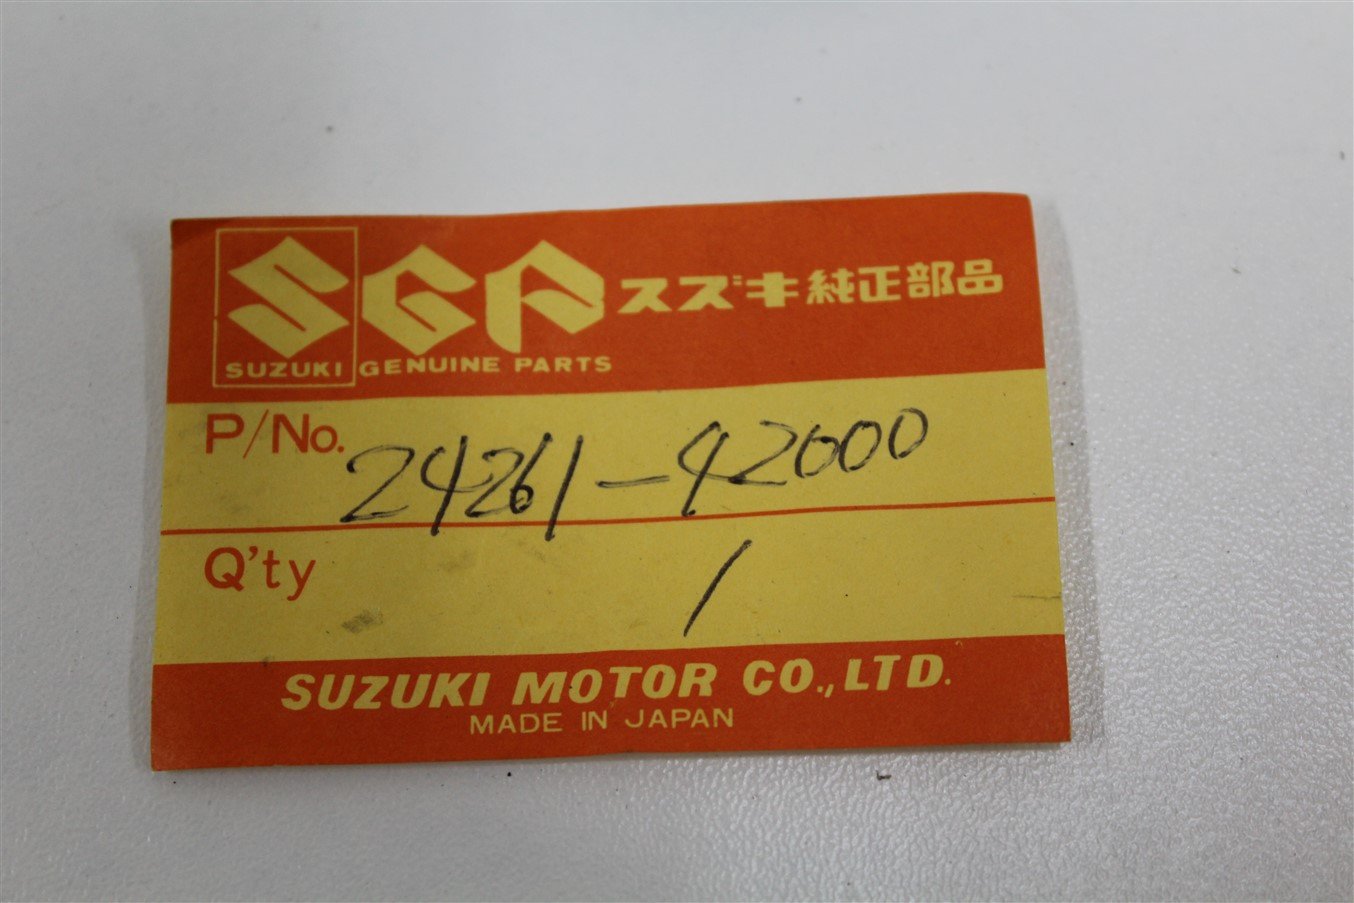 SGP スズキ純正部品
SUZUKI GENUINE PARTS
P/No. 24261-42000
Q'ty 1
SUZUKI MOTOR CO., LTD.
MADE IN JAPAN